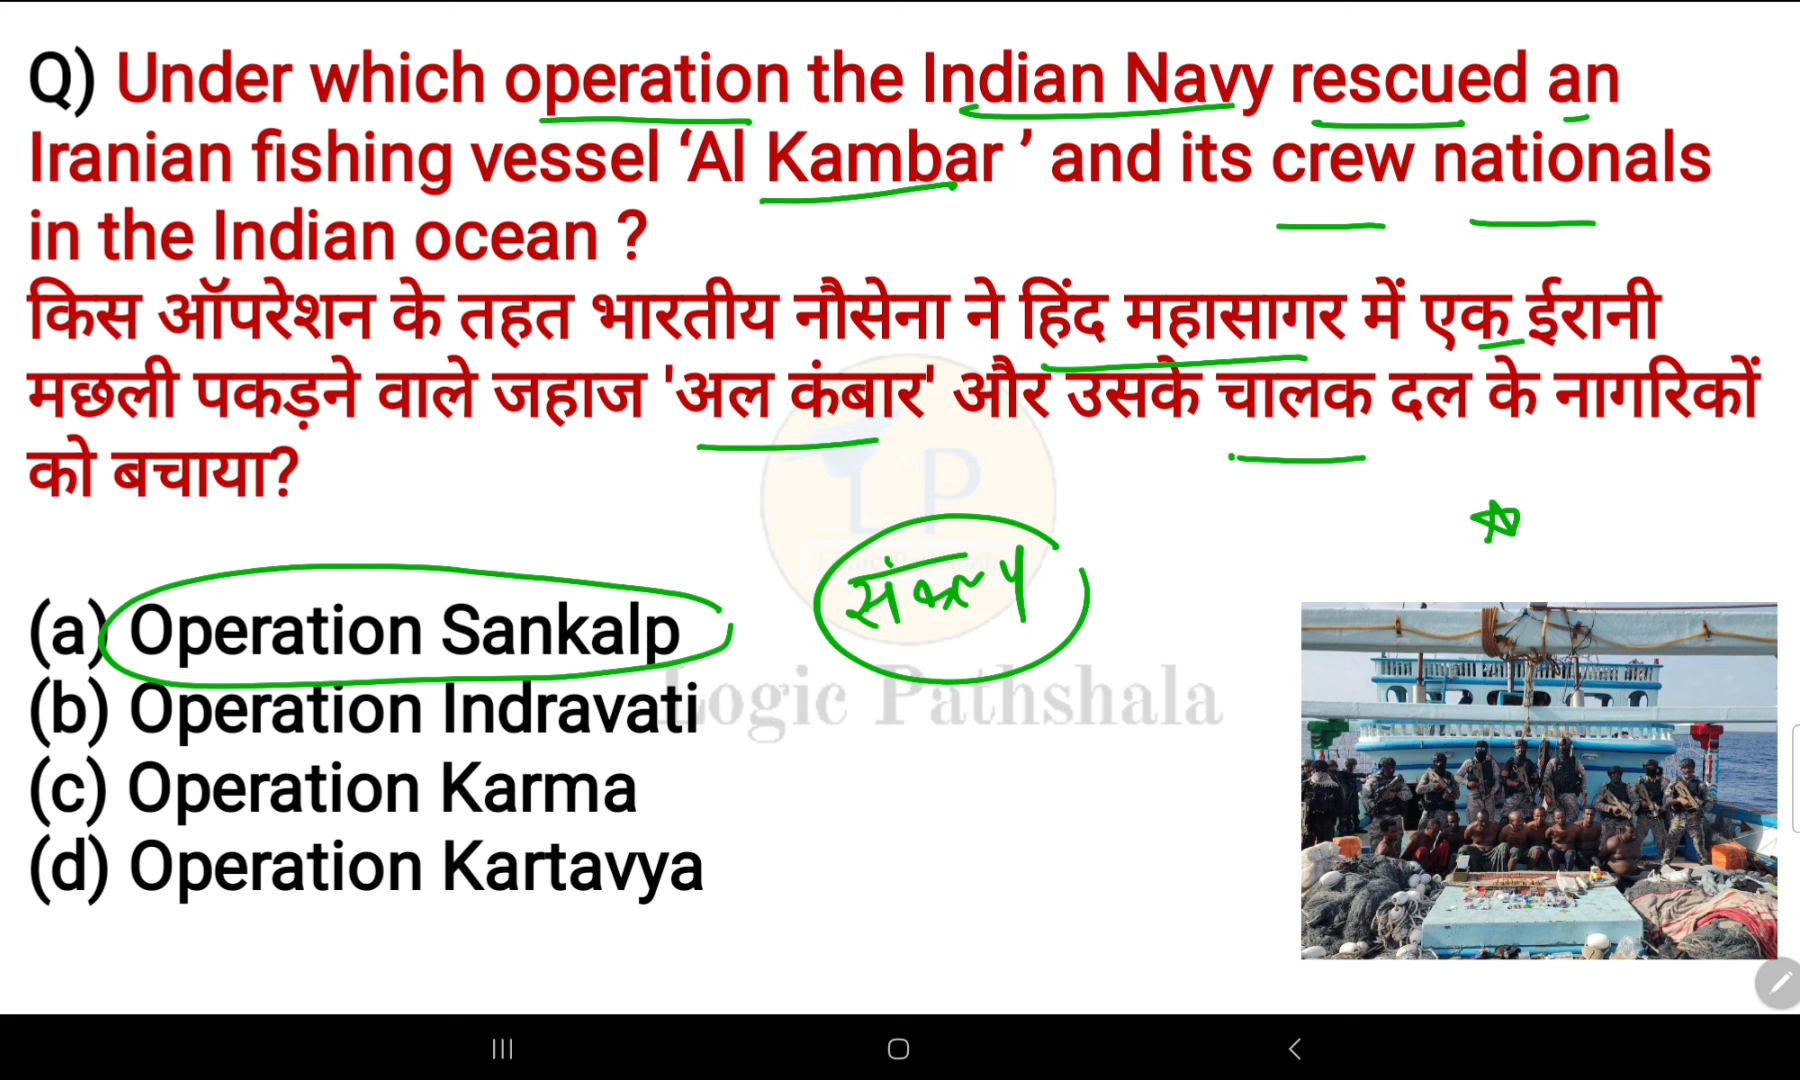 Q) Under which operation the Indian Navy rescued an
Iranian fishing vessel ‘Al Kambar ’ and its crew nationals
in the Indian ocean ?
किस ऑपरेशन के तहत भारतीय नौसेना ने हिंद महासागर में एक ईरानी
मछली पकड़ने वाले जहाज 'अल कंबार' और उसके चालक दल के नागरिकों
को बचाया?
LP
(a) Operation Sankalp
संकल्प
(b) Operation Indravati
Logic Pathshala
(c) Operation Karma
(d) Operation Kartavya